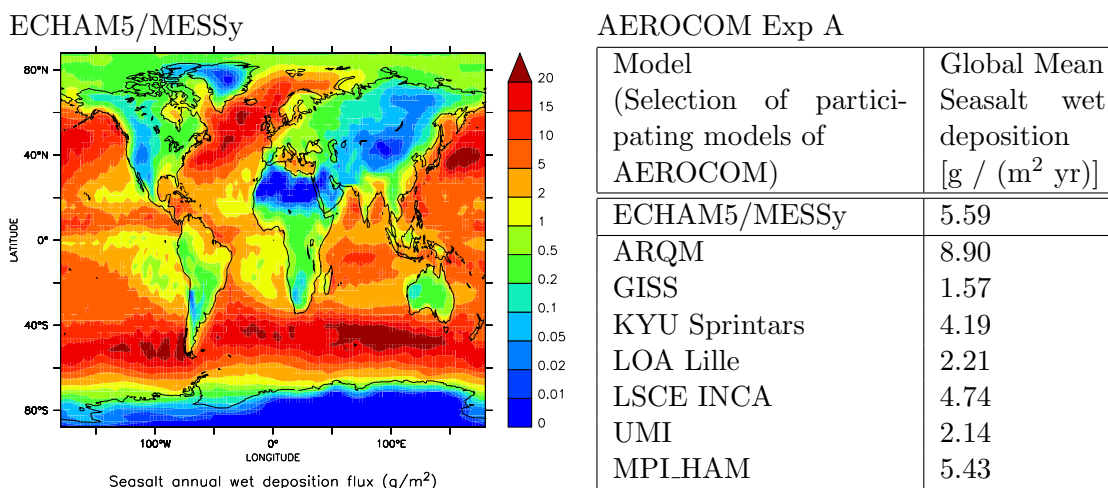 ECHAM5/MESSy
80°N
40°N
0°
40°S
80°S
LATITUDE
100°W
0°
100°E
LONGITUDE
20
15
10
5
2
1
0.5
0.2
0.1
0.05
0.02
0.01
0
Seasalt annual wet deposition flux (g/m²)
AEROCOM Exp A
Model
(Selection of partici-
pating models of
AEROCOM)
Global Mean
Seasalt wet
deposition
[g / (m² yr)]
ECHAM5/MESSy 5.59
ARQM 8.90
GISS 1.57
KYU Sprintars 4.19
LOA Lille 2.21
LSCE INCA 4.74
UMI 2.14
MPI_HAM 5.43